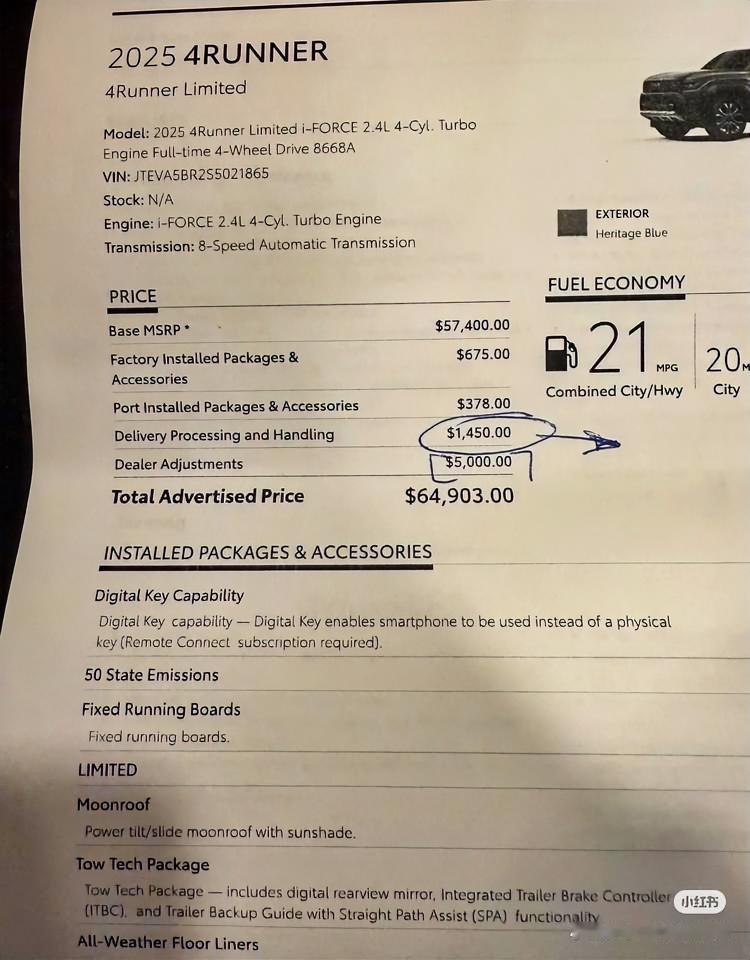 2025 4RUNNER
4Runner Limited
Model: 2025 4Runner Limited i-FORCE 2.4L 4-Cyl. Turbo
Engine Full-time 4-Wheel Drive 8668A
VIN: JTEVA5BR2S5021865
Stock: N/A
Engine: i-FORCE 2.4L 4-Cyl. Turbo Engine
Transmission: 8-Speed Automatic Transmission
EXTERIOR
Heritage Blue
PRICE
Base MSRP * $57,400.00
Factory Installed Packages & $675.00
Accessories
Port Installed Packages & Accessories $378.00
Delivery Processing and Handling $1,450.00
Dealer Adjustments $5,000.00
Total Advertised Price $64,903.00
FUEL ECONOMY
21 MPG 20 M
Combined City/Hwy City
INSTALLED PACKAGES & ACCESSORIES
Digital Key Capability
Digital Key capability — Digital Key enables smartphone to be used instead of a physical
key (Remote Connect subscription required).
50 State Emissions
Fixed Running Boards
Fixed running boards.
LIMITED
Moonroof
Power tilt/slide moonroof with sunshade.
Tow Tech Package
Tow Tech Package — includes digital rearview mirror, Integrated Trailer Brake Controller
(ITBC), and Trailer Backup Guide with Straight Path Assist (SPA) functionality
All-Weather Floor Liners
小红书